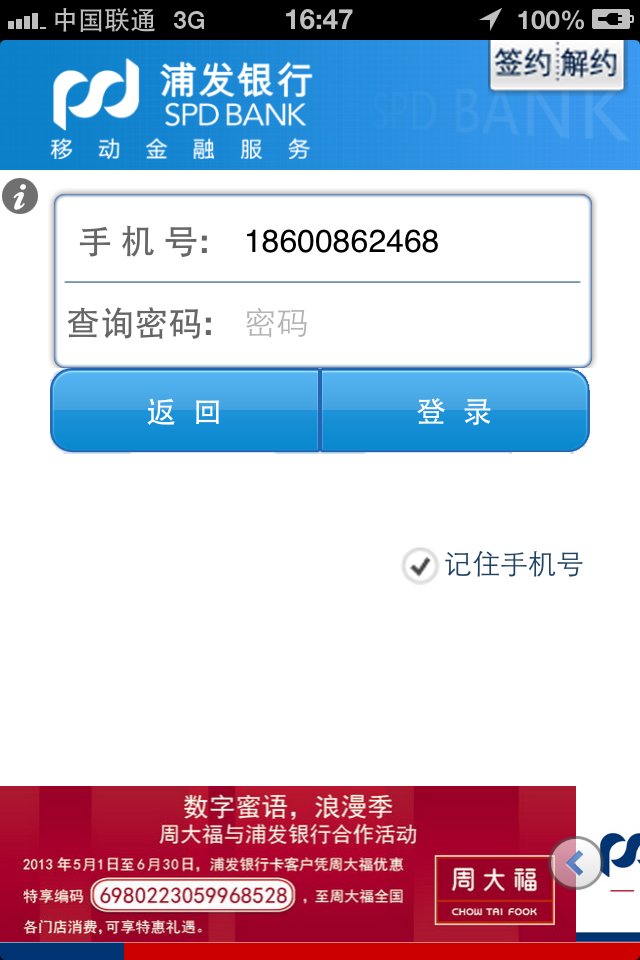 中国联通 3G 16:47 100%
签约 解约
浦发银行
SPD BANK
SPD BANK
移动金融服务
手机号: 18600862468
查询密码: 密码
返回 登录
记住手机号
数字蜜语，浪漫季
周大福与浦发银行合作活动
2013年5月1日至6月30日，浦发银行卡客户凭周大福优惠
特享编码 6980223059968528 ，至周大福全国
各门店消费,可享特惠礼遇。
周大福
CHOW TAI FOOK